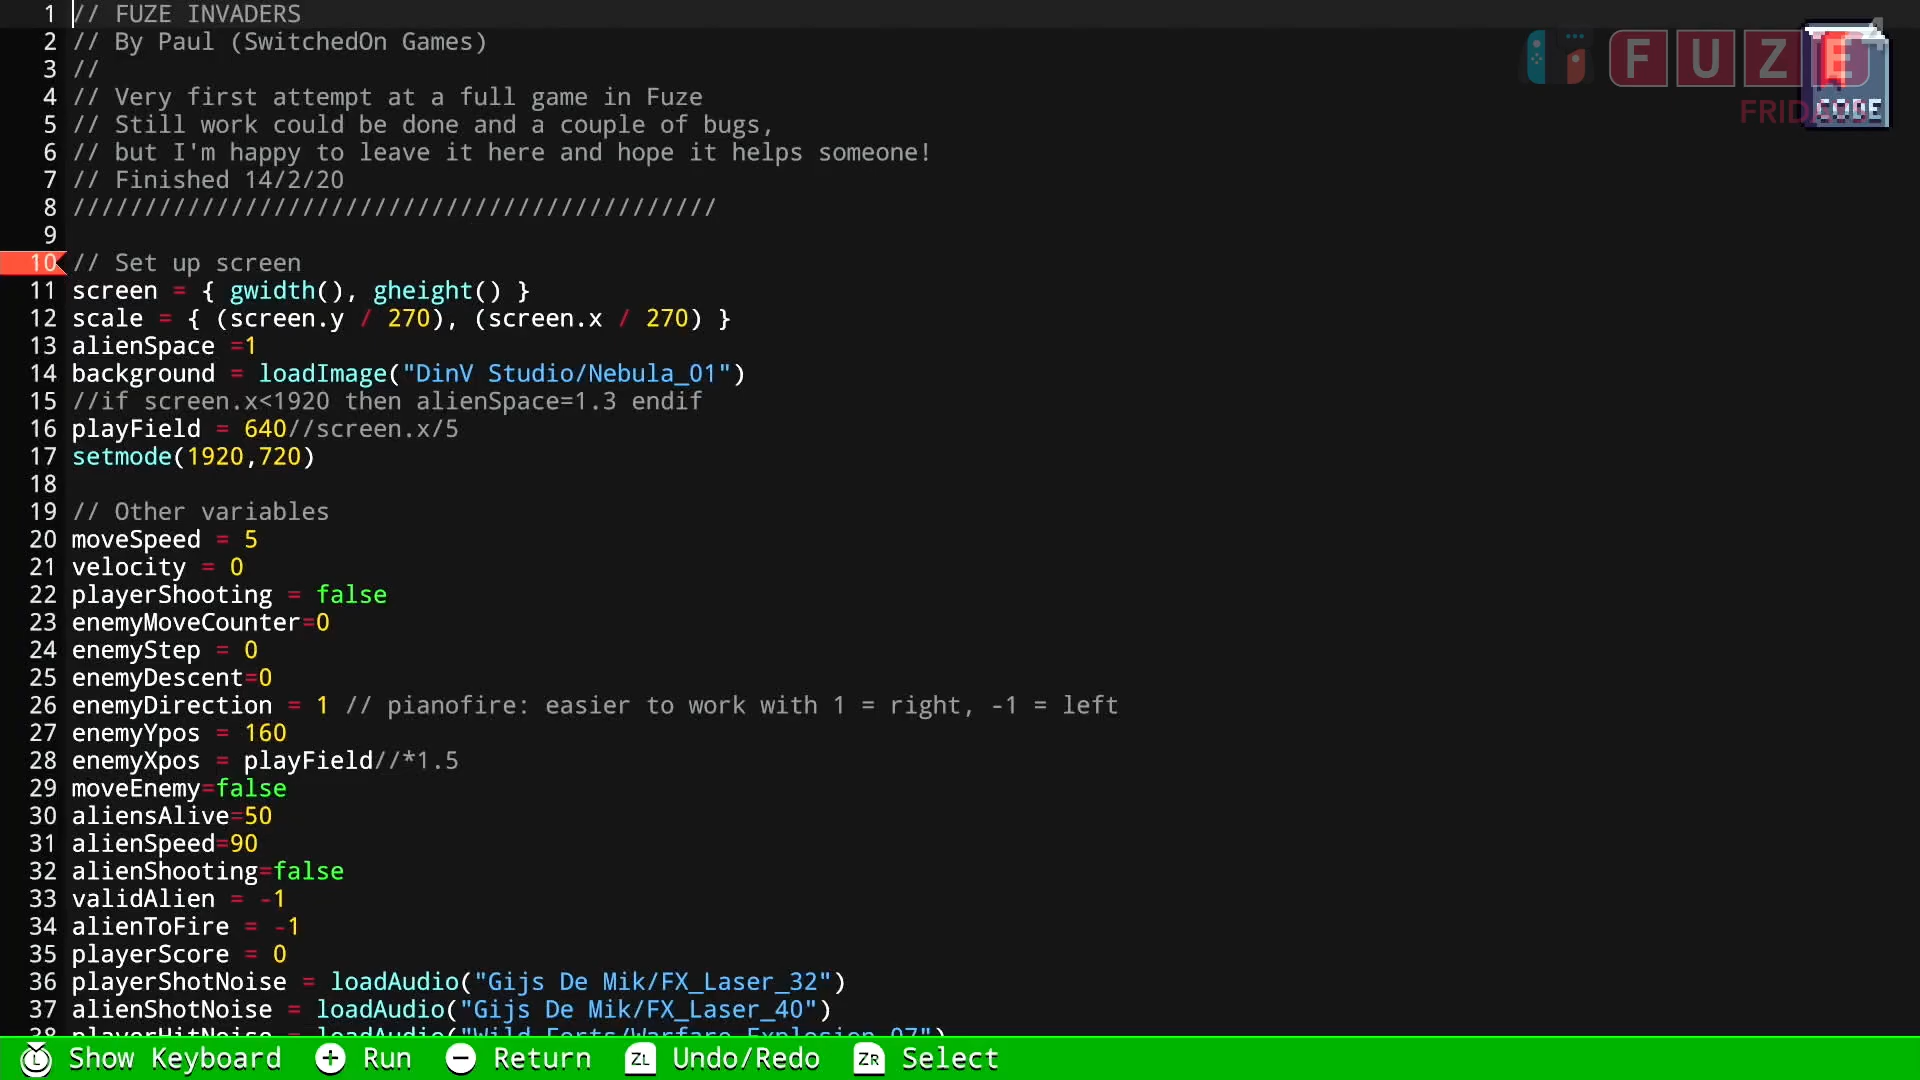 1 // FUZE INVADERS
2 // By Paul (SwitchedOn Games)
3 //
4 // Very first attempt at a full game in Fuze
5 // Still work could be done and a couple of bugs,
6 // but I'm happy to leave it here and hope it helps someone!
7 // Finished 14/2/20
8 /////////////////////////////////////////////
9
10 // Set up screen
11 screen = { gwidth(), gheight() }
12 scale = { (screen.y / 270), (screen.x / 270) }
13 alienSpace =1
14 background = loadImage("DinV Studio/Nebula_01")
15 //if screen.x<1920 then alienSpace=1.3 endif
16 playField = 640//screen.x/5
17 setmode(1920,720)
18
19 // Other variables
20 moveSpeed = 5
21 velocity = 0
22 playerShooting = false
23 enemyMoveCounter=0
24 enemyStep = 0
25 enemyDescent=0
26 enemyDirection = 1 // pianofire: easier to work with 1 = right, -1 = left
27 enemyYpos = 160
28 enemyXpos = playField//*1.5
29 moveEnemy=false
30 aliensAlive=50
31 alienSpeed=90
32 alienShooting=false
33 validAlien = -1
34 alienToFire = -1
35 playerScore = 0
36 playerShotNoise = loadAudio("Gijs De Mik/FX_Laser_32")
37 alienShotNoise = loadAudio("Gijs De Mik/FX_Laser_40")
38 playerHitNoise = loadAudio("Wild Forts/Warfare_Explosion_07")
FUZE
CODE
L Show Keyboard + Run - Return ZL Undo/Redo ZR Select